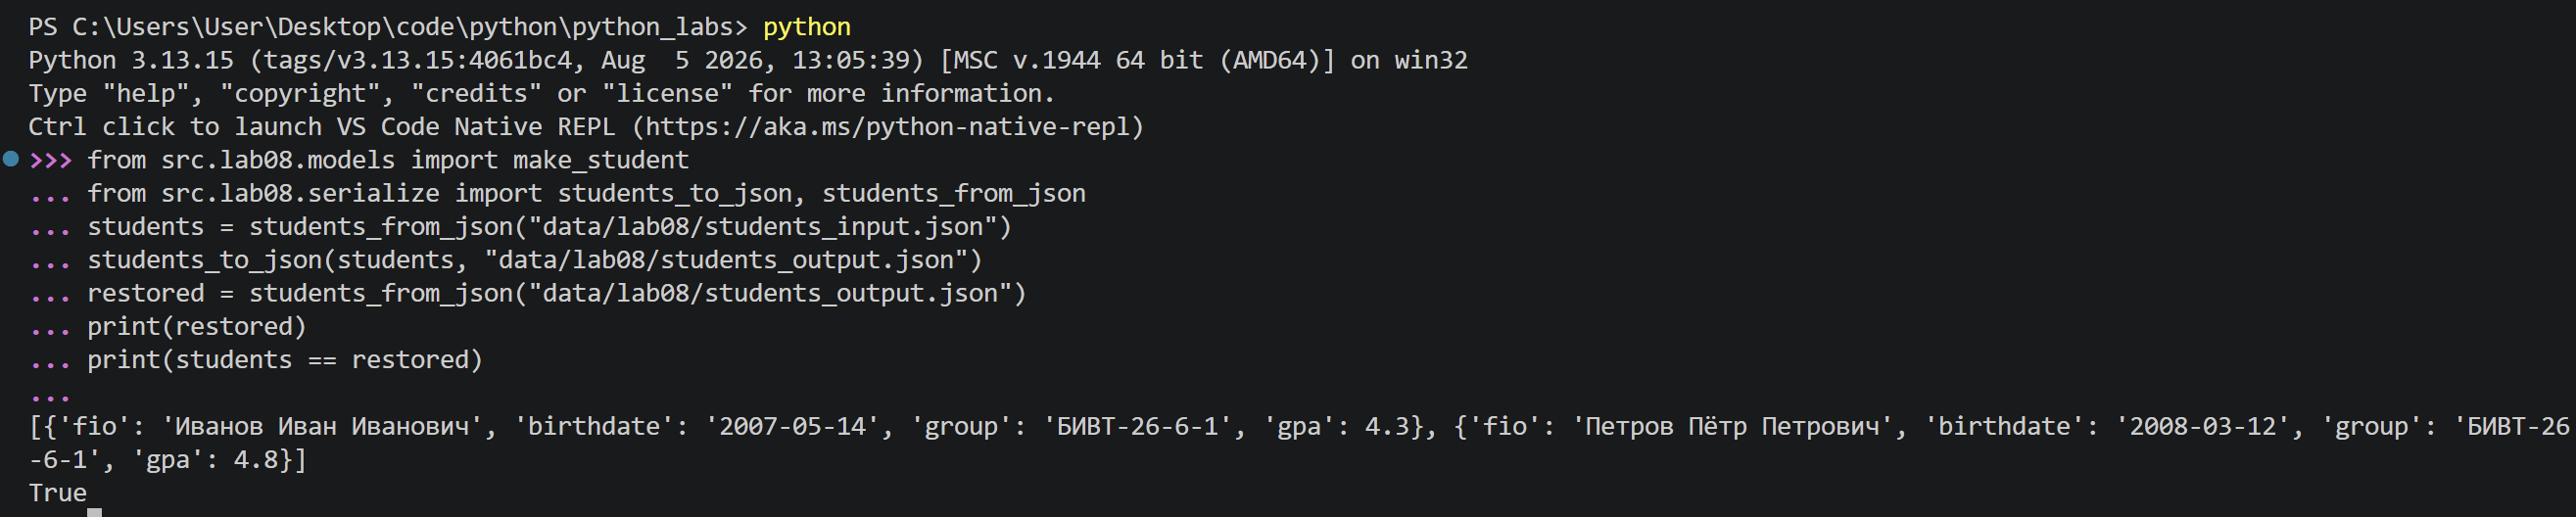 PS C:\Users\User\Desktop\code\python\python_labs> python
Python 3.13.15 (tags/v3.13.15:4061bc4, Aug  5 2026, 13:05:39) [MSC v.1944 64 bit (AMD64)] on win32
Type "help", "copyright", "credits" or "license" for more information.
Ctrl click to launch VS Code Native REPL (https://aka.ms/python-native-repl)
>>> from src.lab08.models import make_student
... from src.lab08.serialize import students_to_json, students_from_json
... students = students_from_json("data/lab08/students_input.json")
... students_to_json(students, "data/lab08/students_output.json")
... restored = students_from_json("data/lab08/students_output.json")
... print(restored)
... print(students == restored)
...
[{'fio': 'Иванов Иван Иванович', 'birthdate': '2007-05-14', 'group': 'БИВТ-26-6-1', 'gpa': 4.3}, {'fio': 'Петров Пётр Петрович', 'birthdate': '2008-03-12', 'group': 'БИВТ-26
-6-1', 'gpa': 4.8}]
True